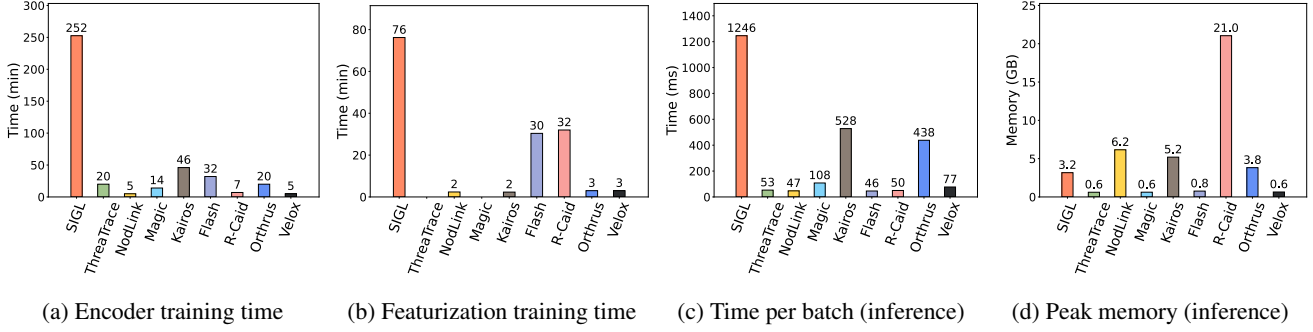 300
250
200
150
100
50
0
Time (min)
252
20
5
14
46
32
7
20
5
SIGL
ThreaTrace
NodLink
Magic
Kairos
Flash
R-Caid
Orthrus
Velox
(a) Encoder training time
80
60
40
20
0
Time (min)
76
2
2
30
32
3
3
SIGL
ThreaTrace
NodLink
Magic
Kairos
Flash
R-Caid
Orthrus
Velox
(b) Featurization training time
1400
1200
1000
800
600
400
200
0
Time (ms)
1246
53
47
108
528
46
50
438
77
SIGL
ThreaTrace
NodLink
Magic
Kairos
Flash
R-Caid
Orthrus
Velox
(c) Time per batch (inference)
25
20
15
10
5
0
Memory (GB)
3.2
0.6
6.2
0.6
5.2
0.8
21.0
3.8
0.6
SIGL
ThreaTrace
NodLink
Magic
Kairos
Flash
R-Caid
Orthrus
Velox
(d) Peak memory (inference)